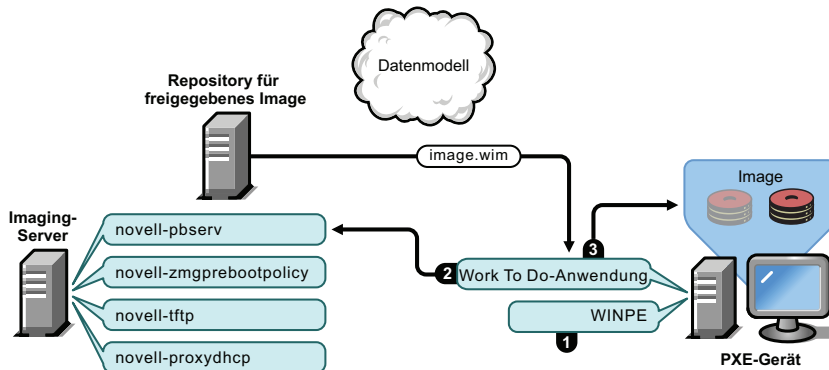 Datenmodell
Repository für
freigegebenes Image
image.wim
Image
Imaging-
Server
novell-pbserv
novell-zmgprebootpolicy
novell-tftp
novell-proxydhcp
2
Work To Do-Anwendung
3
WINPE
1
PXE-Gerät